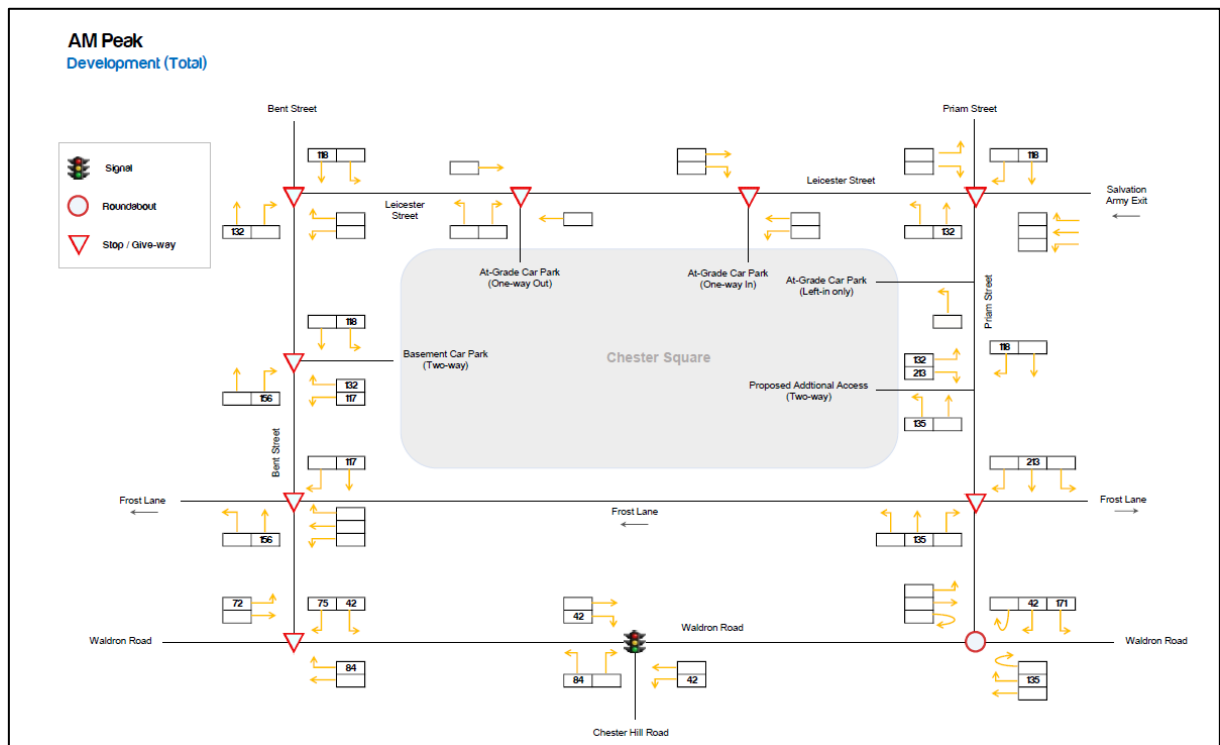 AM Peak
Development (Total)
Bent Street
Priam Street
Signal
Roundabout
Stop / Give-way
118
118
Leicester Street
Leicester
Street
Salvation
Army Exit
132
132
At-Grade Car Park
(One-way Out)
At-Grade Car Park
(One-way In)
At-Grade Car Park
(Left-in only)
Priam Street
118
Basement Car Park
(Two-way)
Chester Square
132
213
118
156
132
117
Proposed Addtional Access
(Two-way)
135
Bent Street
117
213
Frost Lane
Frost Lane
Frost Lane
156
135
72
75 42
42
42 171
Waldron Road
Waldron Road
Waldron Road
84
84
42
135
Chester Hill Road